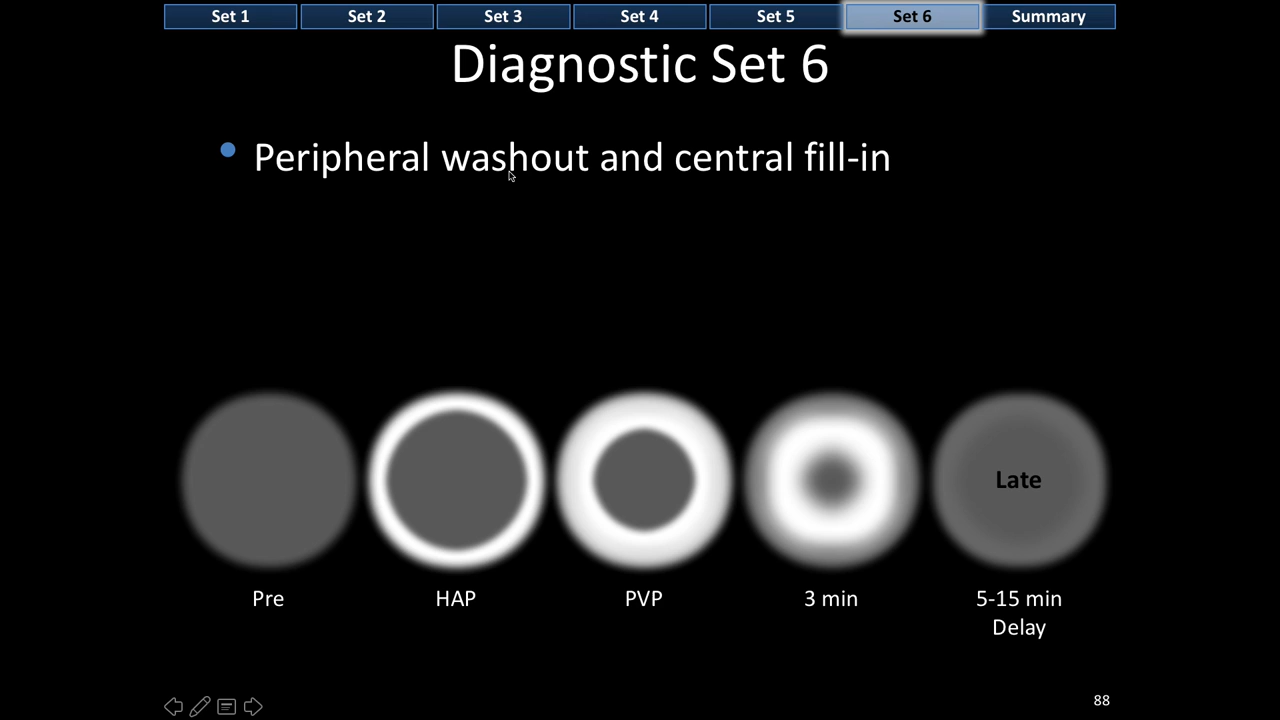 Set 1
Set 2
Set 3
Set 4
Set 5
Set 6
Summary
Diagnostic Set 6
Peripheral washout and central fill-in
Late
Pre
HAP
PVP
3 min
5-15 min
Delay
88